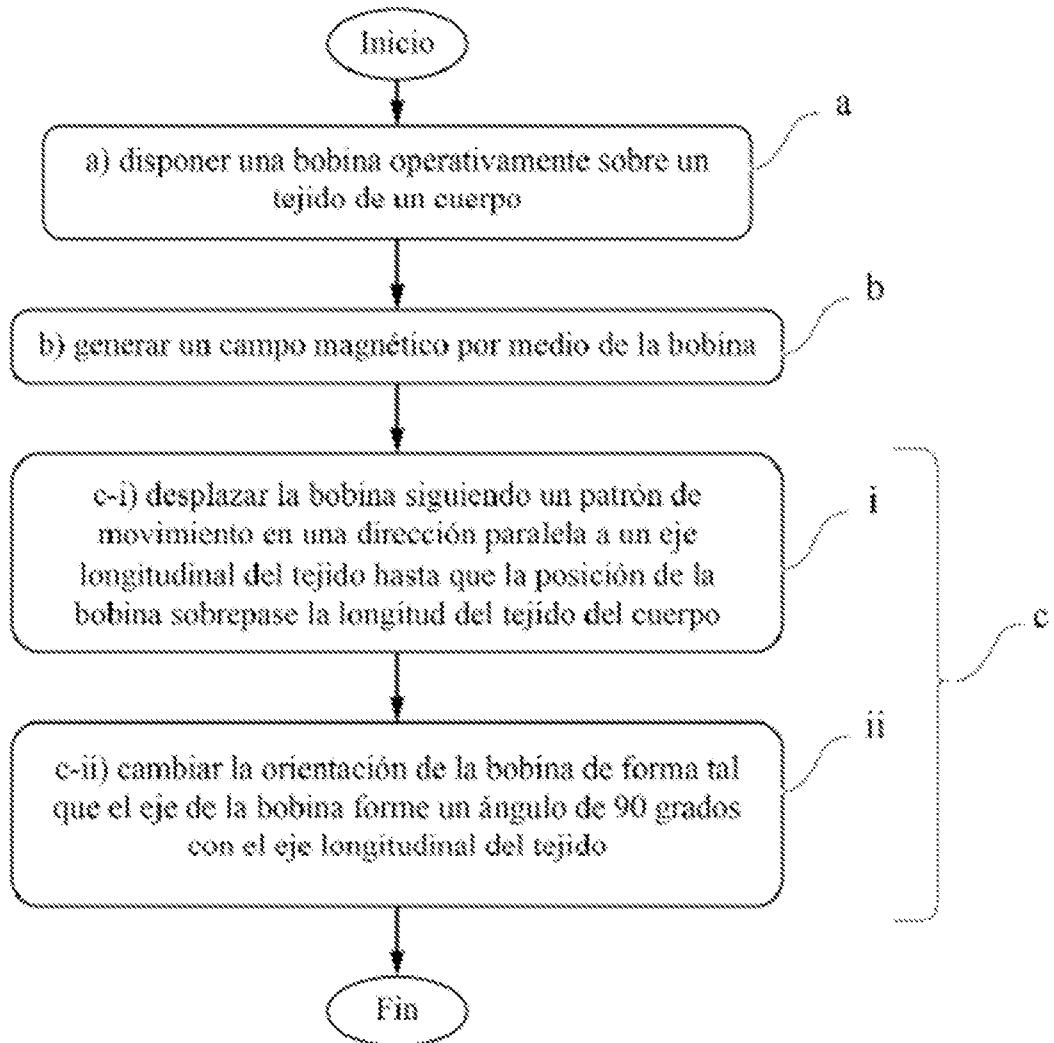 Inicio
a
a) disponer una bobina operativamente sobre un
tejido de un cuerpo
b
b) generar un campo magnético por medio de la bobina
c-i) desplazar la bobina siguiendo un patrón de
movimiento en una dirección paralela a un eje
longitudinal del tejido hasta que la posición de la
bobina sobrepase la longitud del tejido del cuerpo
i
c
ii
c-ii) cambiar la orientación de la bobina de forma tal
que el eje de la bobina forme un ángulo de 90 grados
con el eje longitudinal del tejido
Fin